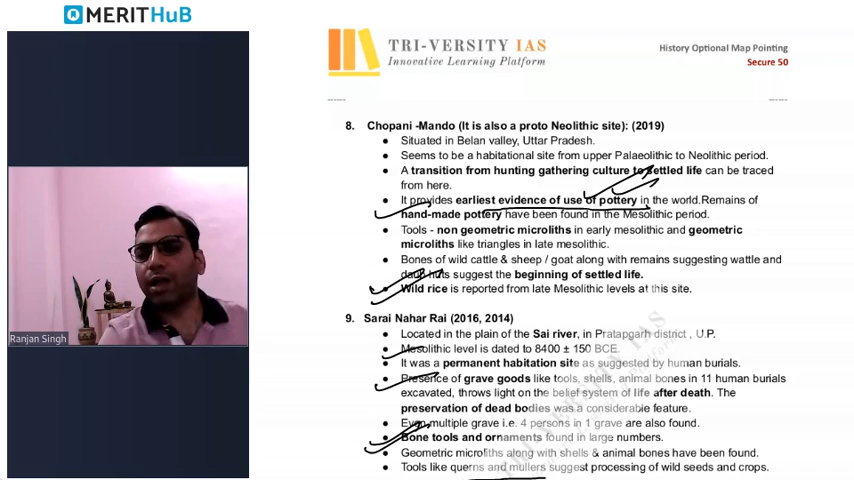 MERITHUB
TRI-VERSITY IAS
Innovative Learning Platform
History Optional Map Pointing
Secure 50
8. Chopani -Mando (It is also a proto Neolithic site): (2019)
● Situated in Belan valley, Uttar Pradesh.
● Seems to be a habitational site from upper Palaeolithic to Neolithic period.
● A transition from hunting gathering culture to settled life can be traced
from here.
● It provides earliest evidence of use of pottery in the world.Remains of
hand-made pottery have been found in the Mesolithic period.
● Tools - non geometric microliths in early mesolithic and geometric
microliths like triangles in late mesolithic.
● Bones of wild cattle & sheep / goat along with remains suggesting wattle and
daub huts suggest the beginning of settled life.
● Wild rice is reported from late Mesolithic levels at this site.
9. Sarai Nahar Rai (2016, 2014)
● Located in the plain of the Sai river, in Pratapgarh district , U.P.
● Mesolithic level is dated to 8400 ± 150 BCE.
● It was a permanent habitation site as suggested by human burials.
● Presence of grave goods like tools, shells, animal bones in 11 human burials
excavated, throws light on the belief system of life after death. The
preservation of dead bodies was a considerable feature.
● Even multiple grave i.e. 4 persons in 1 grave are also found.
● Bone tools and ornaments found in large numbers.
● Geometric microliths along with shells & animal bones have been found.
● Tools like querns and mullers suggest processing of wild seeds and crops.
Ranjan Singh